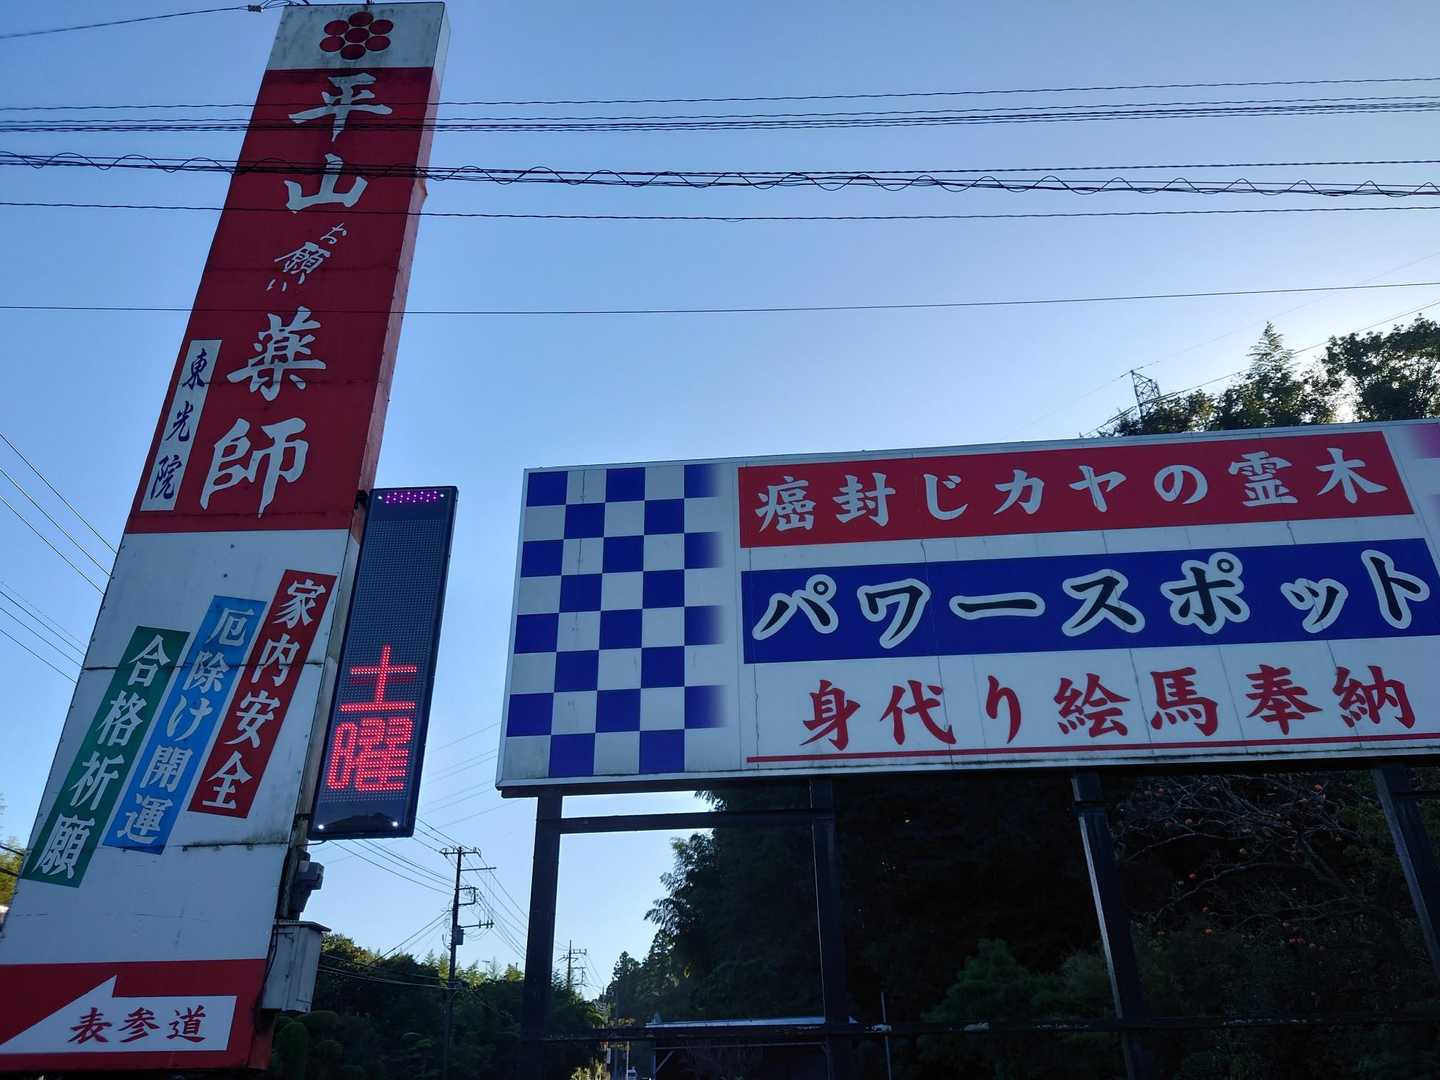 平山
お願い
薬師
東光院
家内安全
厄除け開運
合格祈願
土曜
表参道
癌封じカヤの霊木
パワースポット
身代り絵馬奉納